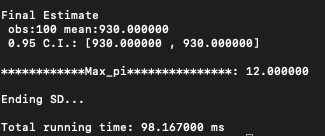 Final Estimate
obs:100 mean:930.000000
0.95 C.I.: [930.000000 , 930.000000]
************Max_pi***************: 12.000000
Ending SD...
Total running time: 98.167000 ms